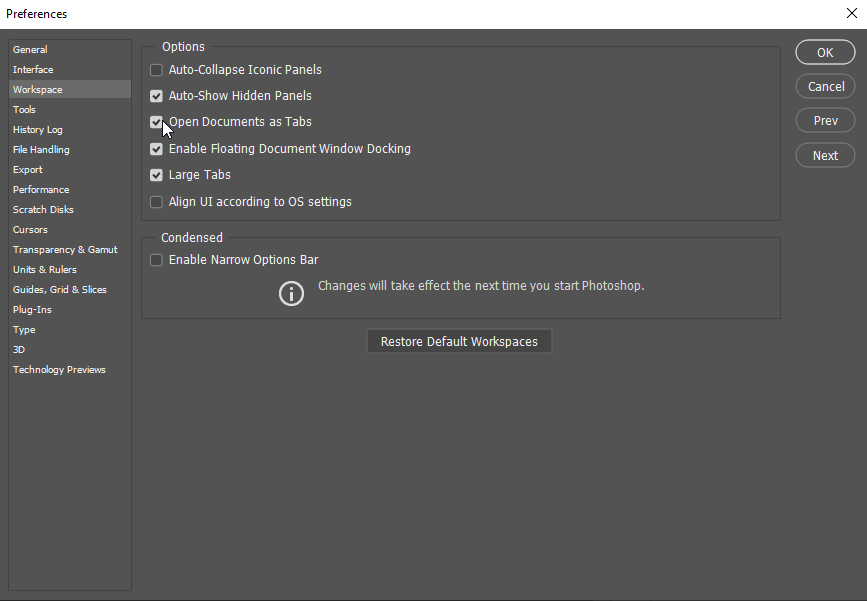 Preferences
General
Interface
Workspace
Tools
History Log
File Handling
Export
Performance
Scratch Disks
Cursors
Transparency & Gamut
Units & Rulers
Guides, Grid & Slices
Plug-Ins
Type
3D
Technology Previews
Options
Auto-Collapse Iconic Panels
Auto-Show Hidden Panels
Open Documents as Tabs
Enable Floating Document Window Docking
Large Tabs
Align UI according to OS settings
Condensed
Enable Narrow Options Bar
Changes will take effect the next time you start Photoshop.
Restore Default Workspaces
OK
Cancel
Prev
Next